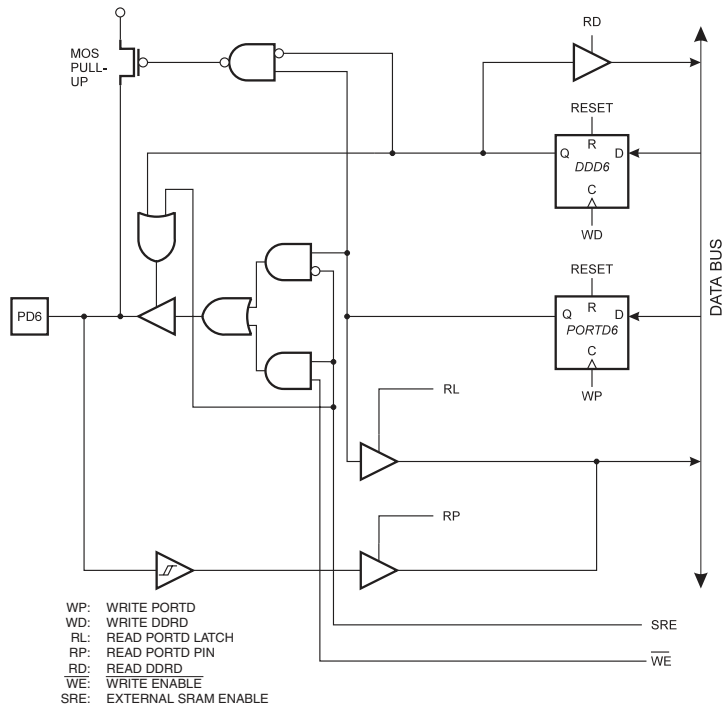 RD
MOS
PULL-
UP
RESET
R
Q
D
DDD6
C
WD
RESET
R
Q
D
PD6
PORTD6
C
WP
DATA BUS
RL
RP
WP: WRITE PORTD
WD: WRITE DDRD
RL: READ PORTD LATCH
RP: READ PORTD PIN
RD: READ DDRD
WE: WRITE ENABLE
SRE: EXTERNAL SRAM ENABLE
SRE
WE